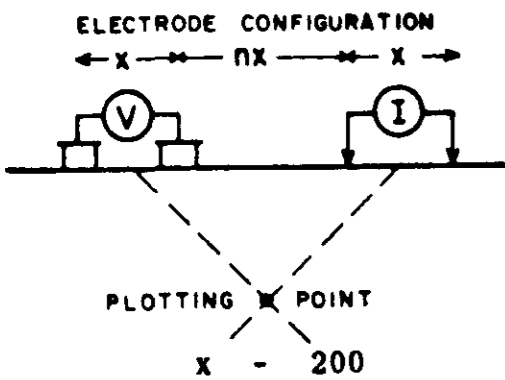 ELECTRODE CONFIGURATION
x nx x
V I
PLOTTING POINT
x - 200